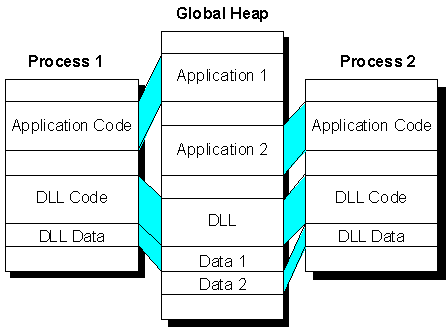 Global Heap
Process 1
Process 2
Application 1
Application Code
Application Code
Application 2
DLL Code
DLL
DLL Code
DLL Data
DLL Data
Data 1
Data 2